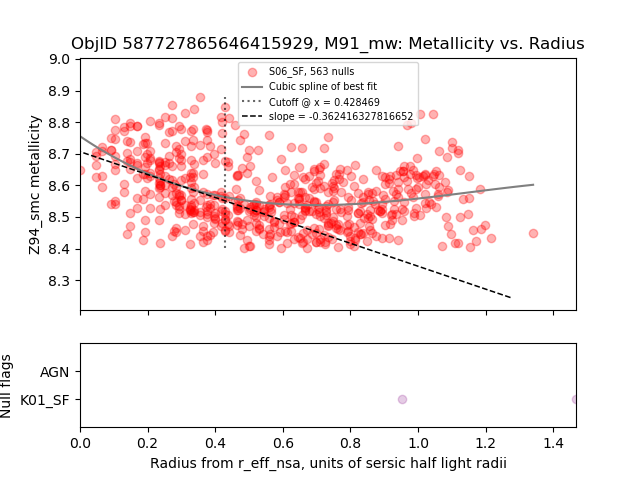 ObjID 587727865646415929, M91_mw: Metallicity vs. Radius
S06_SF, 563 nulls
Cubic spline of best fit
Cutoff @ x = 0.428469
slope = -0.362416327816652
Z94_smc metallicity
9.0
8.9
8.8
8.7
8.6
8.5
8.4
8.3
Null flags
AGN
K01_SF
0.0 0.2 0.4 0.6 0.8 1.0 1.2 1.4
Radius from r_eff_nsa, units of sersic half light radii